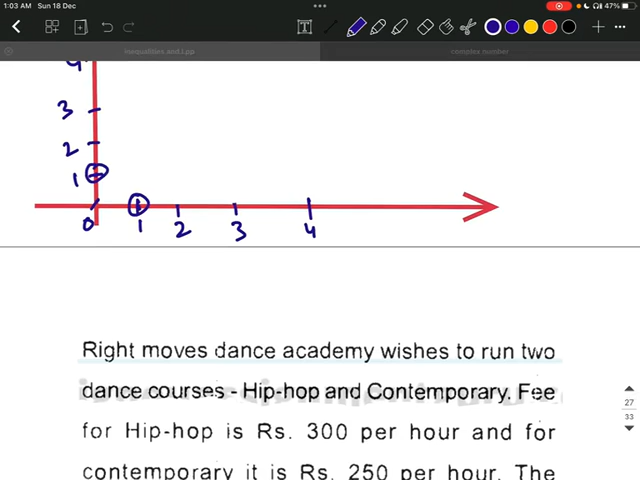 1:03 AM Sun 18 Dec
47%
inequalities and l.pp
complex number
4
3
2
1
0 1 2 3 4
Right moves dance academy wishes to run two
dance courses - Hip-hop and Contemporary. Fee
for Hip-hop is Rs. 300 per hour and for
contemporary it is Rs. 250 per hour. The
27
33